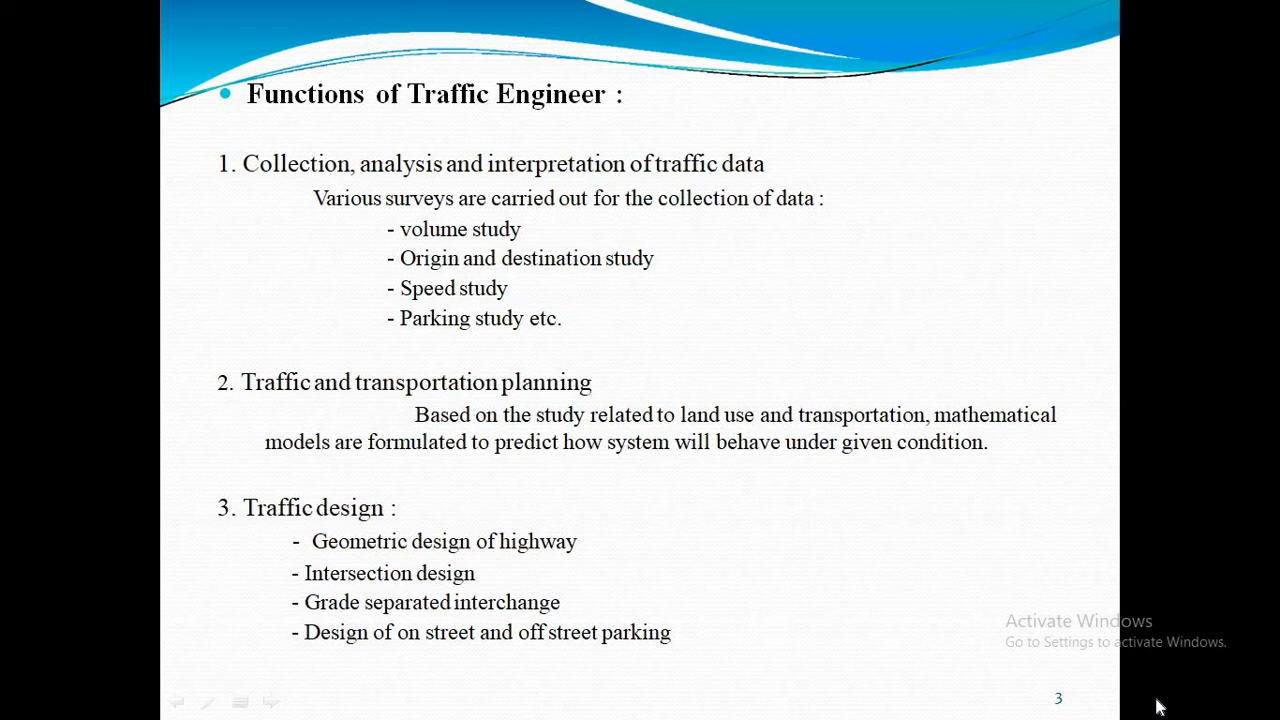 • Functions of Traffic Engineer :
1. Collection, analysis and interpretation of traffic data
Various surveys are carried out for the collection of data :
- volume study
- Origin and destination study
- Speed study
- Parking study etc.
2. Traffic and transportation planning
Based on the study related to land use and transportation, mathematical
models are formulated to predict how system will behave under given condition.
3. Traffic design :
- Geometric design of highway
- Intersection design
- Grade separated interchange
- Design of on street and off street parking
Activate Windows
Go to Settings to activate Windows.
3